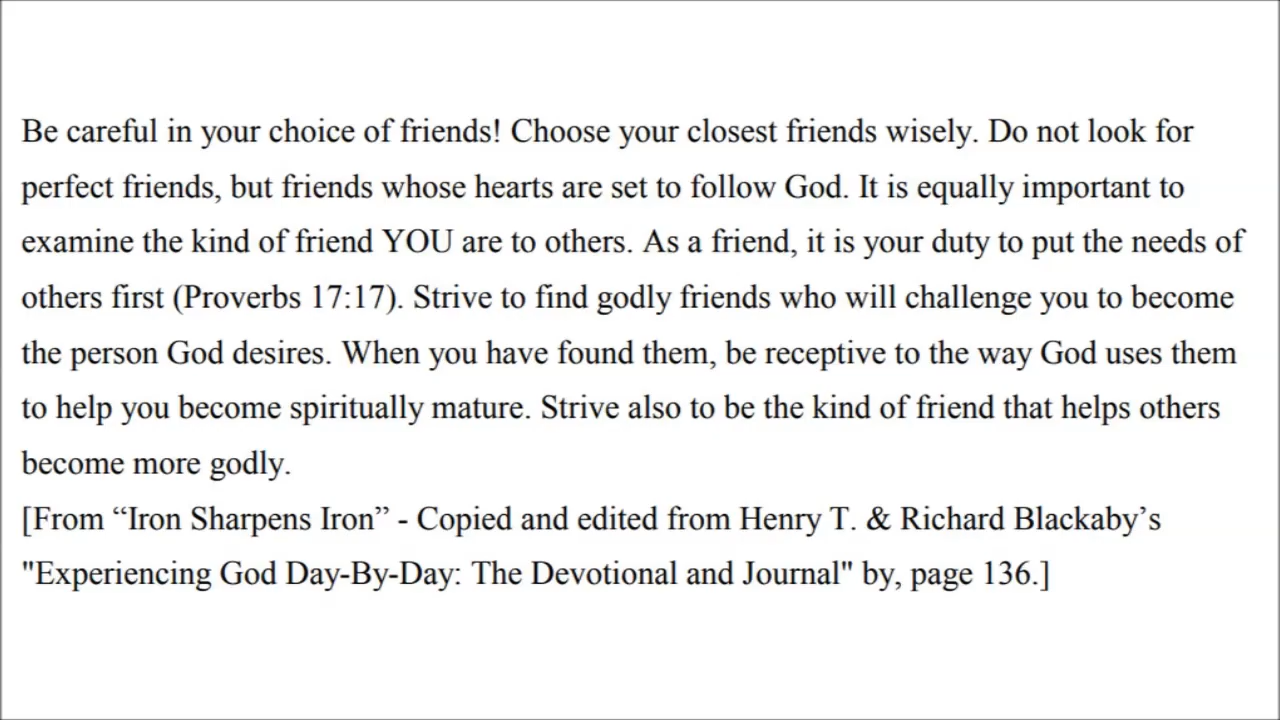 Be careful in your choice of friends! Choose your closest friends wisely. Do not look for
perfect friends, but friends whose hearts are set to follow God. It is equally important to
examine the kind of friend YOU are to others. As a friend, it is your duty to put the needs of
others first (Proverbs 17:17). Strive to find godly friends who will challenge you to become
the person God desires. When you have found them, be receptive to the way God uses them
to help you become spiritually mature. Strive also to be the kind of friend that helps others
become more godly.
[From “Iron Sharpens Iron” - Copied and edited from Henry T. & Richard Blackaby’s
"Experiencing God Day-By-Day: The Devotional and Journal" by, page 136.]